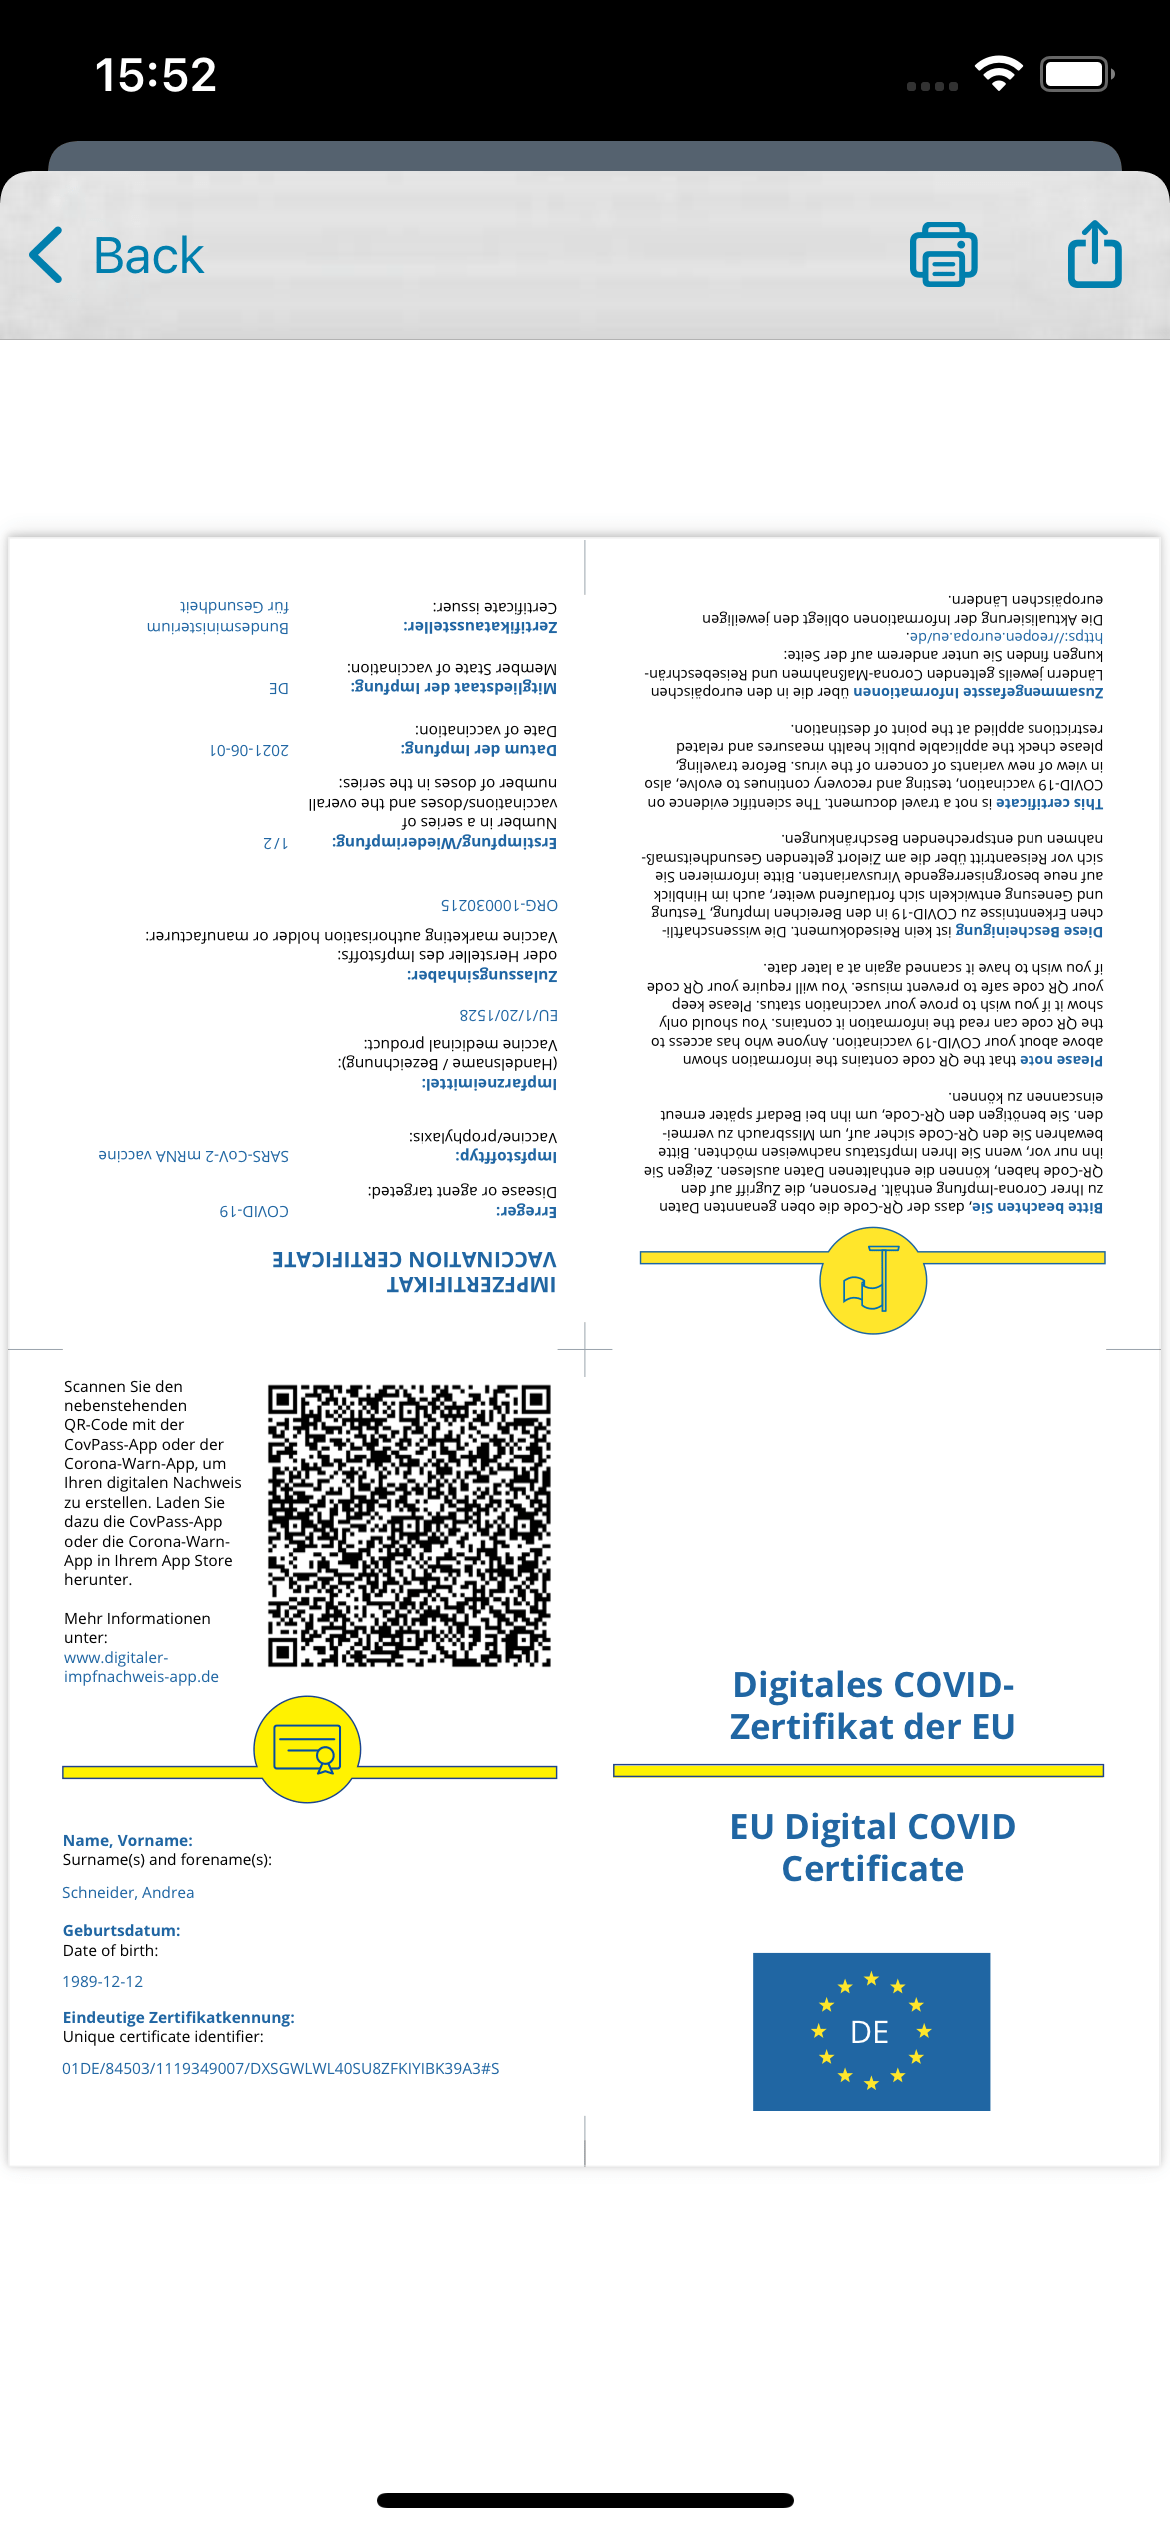 15:52
Back
IMPFZERTIFIKAT
VACCINATION CERTIFICATE
Erreger:
Disease or agent targeted:
COVID-19
Impfstofftyp:
Vaccine/prophylaxis:
SARS-CoV-2 mRNA vaccine
Impfarzneimittel:
(Handelsname / Bezeichnung):
Vaccine medicinal product:
EU/1/20/1528
Zulassungsinhaber:
oder Hersteller des Impfstoffs:
Vaccine marketing authorisation holder or manufacturer:
ORG-100030215
Erstimpfung/Wiederimpfung:
Number in a series of
vaccinations/doses and the overall
number of doses in the series:
1/2
Datum der Impfung:
Date of vaccination:
2021-06-01
Mitgliedstaat der Impfung:
Member State of vaccination:
DE
Zertifikataussteller:
Certificate issuer:
Bundesministerium
für Gesundheit
Bitte beachten Sie, dass der QR-Code die oben genannten Daten
zu Ihrer Corona-Impfung enthält. Personen, die Zugriff auf den
QR-Code haben, können die enthaltenen Daten auslesen. Zeigen Sie
ihn nur vor, wenn Sie Ihren Impfstatus nachweisen möchten. Bitte
bewahren Sie den QR-Code sicher auf, um Missbrauch zu vermei-
den. Sie benötigen den QR-Code, um ihn bei Bedarf später erneut
einscannen zu können.
Please note that the QR code contains the information shown
above about your COVID-19 vaccination. Anyone who has access to
the QR code can read the information it contains. You should only
show it if you wish to prove your vaccination status. Please keep
your QR code safe to prevent misuse. You will require your QR code
if you wish to have it scanned again at a later date.
Diese Bescheinigung ist kein Reisedokument. Die wissenschaftli-
chen Erkenntnisse zu COVID-19 in den Bereichen Impfung, Testung
und Genesung entwickeln sich fortlaufend weiter, auch im Hinblick
auf neue besorgniserregende Virusvarianten. Bitte informieren Sie
sich vor Reiseantritt über die am Zielort geltenden Gesundheitsmaß-
nahmen und entsprechenden Beschränkungen.
This certificate is not a travel document. The scientific evidence on
COVID-19 vaccination, testing and recovery continues to evolve, also
in view of new variants of concern of the virus. Before traveling,
please check the applicable public health measures and related
restrictions applied at the point of destination.
Zusammengefasste Informationen über die in den europäischen
Ländern jeweils geltenden Corona-Maßnahmen und Reisebeschrän-
kungen finden Sie unter anderem auf der Seite:
https://reopen.europa.eu/de.
Die Aktualisierung der Informationen obliegt den jeweiligen
europäischen Ländern.
Scannen Sie den
nebenstehenden
QR-Code mit der
CovPass-App oder der
Corona-Warn-App, um
Ihren digitalen Nachweis
zu erstellen. Laden Sie
dazu die CovPass-App
oder die Corona-Warn-
App in Ihrem App Store
herunter.
Mehr Informationen
unter:
www.digitaler-
impfnachweis-app.de
Name, Vorname:
Surname(s) and forename(s):
Schneider, Andrea
Geburtsdatum:
Date of birth:
1989-12-12
Eindeutige Zertifikatkennung:
Unique certificate identifier:
01DE/84503/1119349007/DXSGWLWL40SU8ZFKIYIBK39A3#S
Digitales COVID-
Zertifikat der EU
EU Digital COVID
Certificate
DE